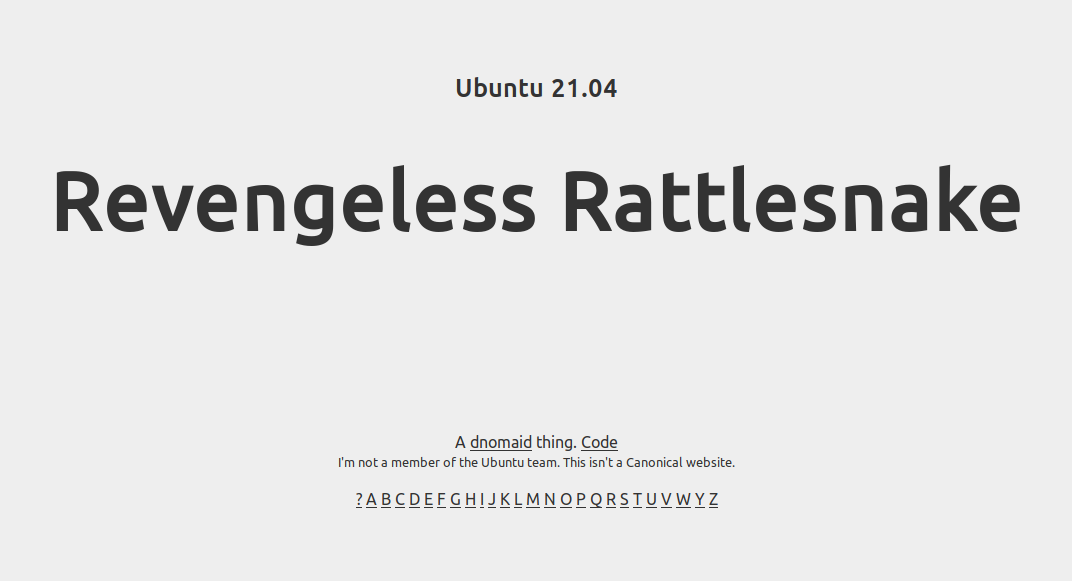 Ubuntu 21.04
Revengeless Rattlesnake
A dnomaid thing. Code
I'm not a member of the Ubuntu team. This isn't a Canonical website.
? A B C D E F G H I J K L M N O P Q R S T U V W Y Z